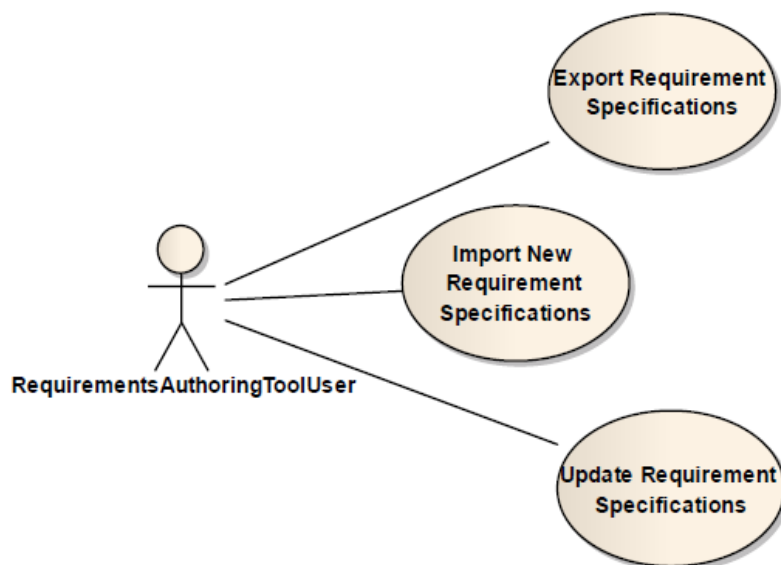 Export Requirement
Specifications
Import New
Requirement
Specifications
RequirementsAuthoringToolUser
Update Requirement
Specifications